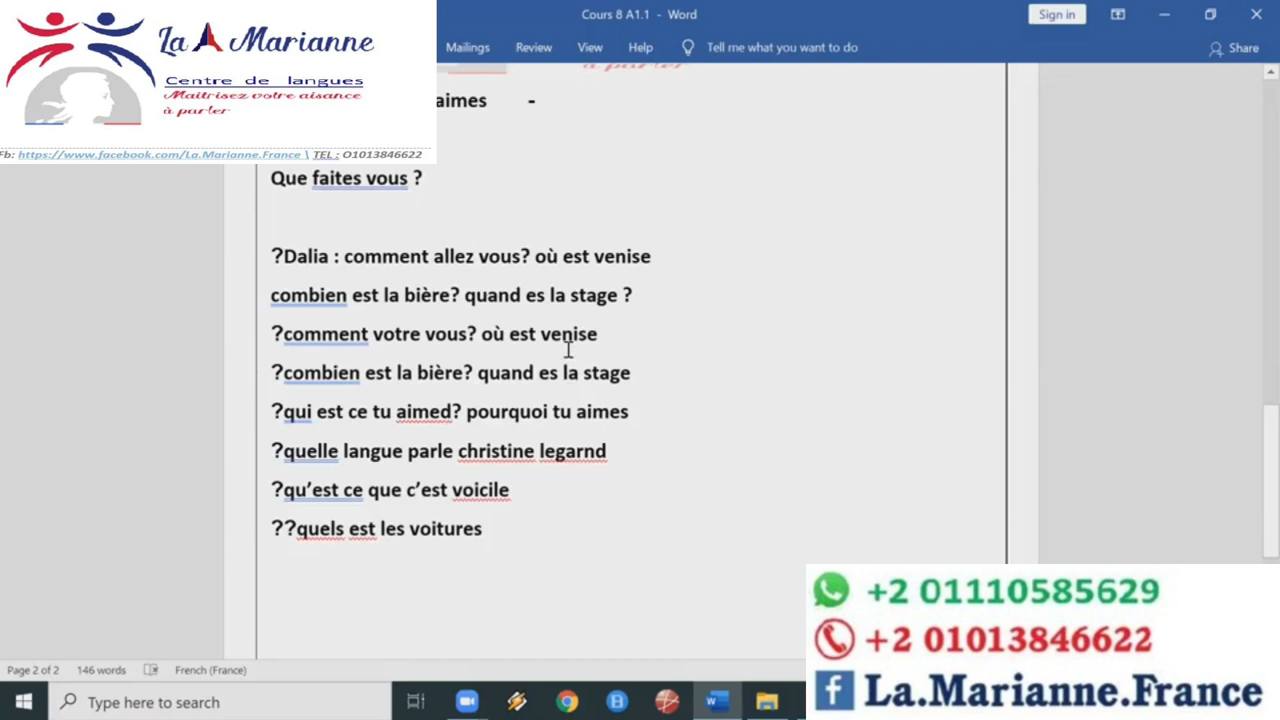 Cours 8 A1.1 - Word
Sign in
La Marianne
Centre de langues
Maîtrisez votre aisance
à parler
Fb: https://www.facebook.com/La.Marianne.France \ TEL : 01013846622
Mailings Review View Help Tell me what you want to do Share
à parler
aimes -
Que faites vous ?
?Dalia : comment allez vous? où est venise
combien est la bière? quand es la stage ?
?comment votre vous? où est venise
?combien est la bière? quand es la stage
?qui est ce tu aimed? pourquoi tu aimes
?quelle langue parle christine legarnd
?qu’est ce que c’est voicile
??quels est les voitures
+2 01110585629
+2 01013846622
La.Marianne.France
Page 2 of 2 146 words French (France)
Type here to search